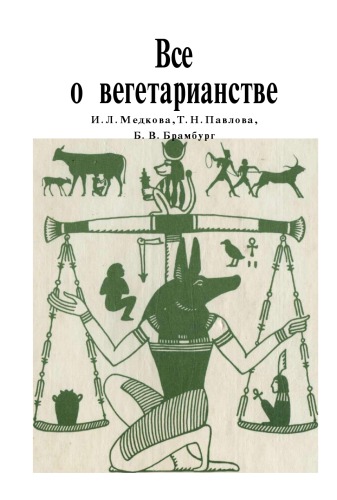 Все
о вегетарианстве
И. Л. Медкова, Т. Н. Павлова,
Б. В. Брамбург